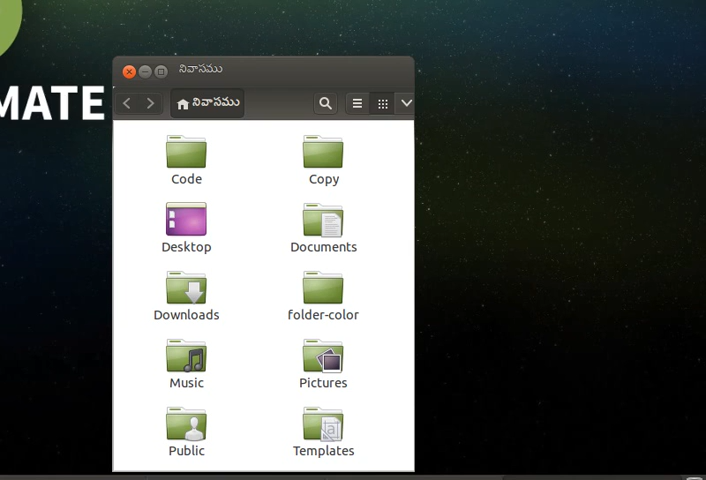 నివాసము
MATE
నివాసము
Code
Copy
Desktop
Documents
Downloads
folder-color
Music
Pictures
Public
Templates